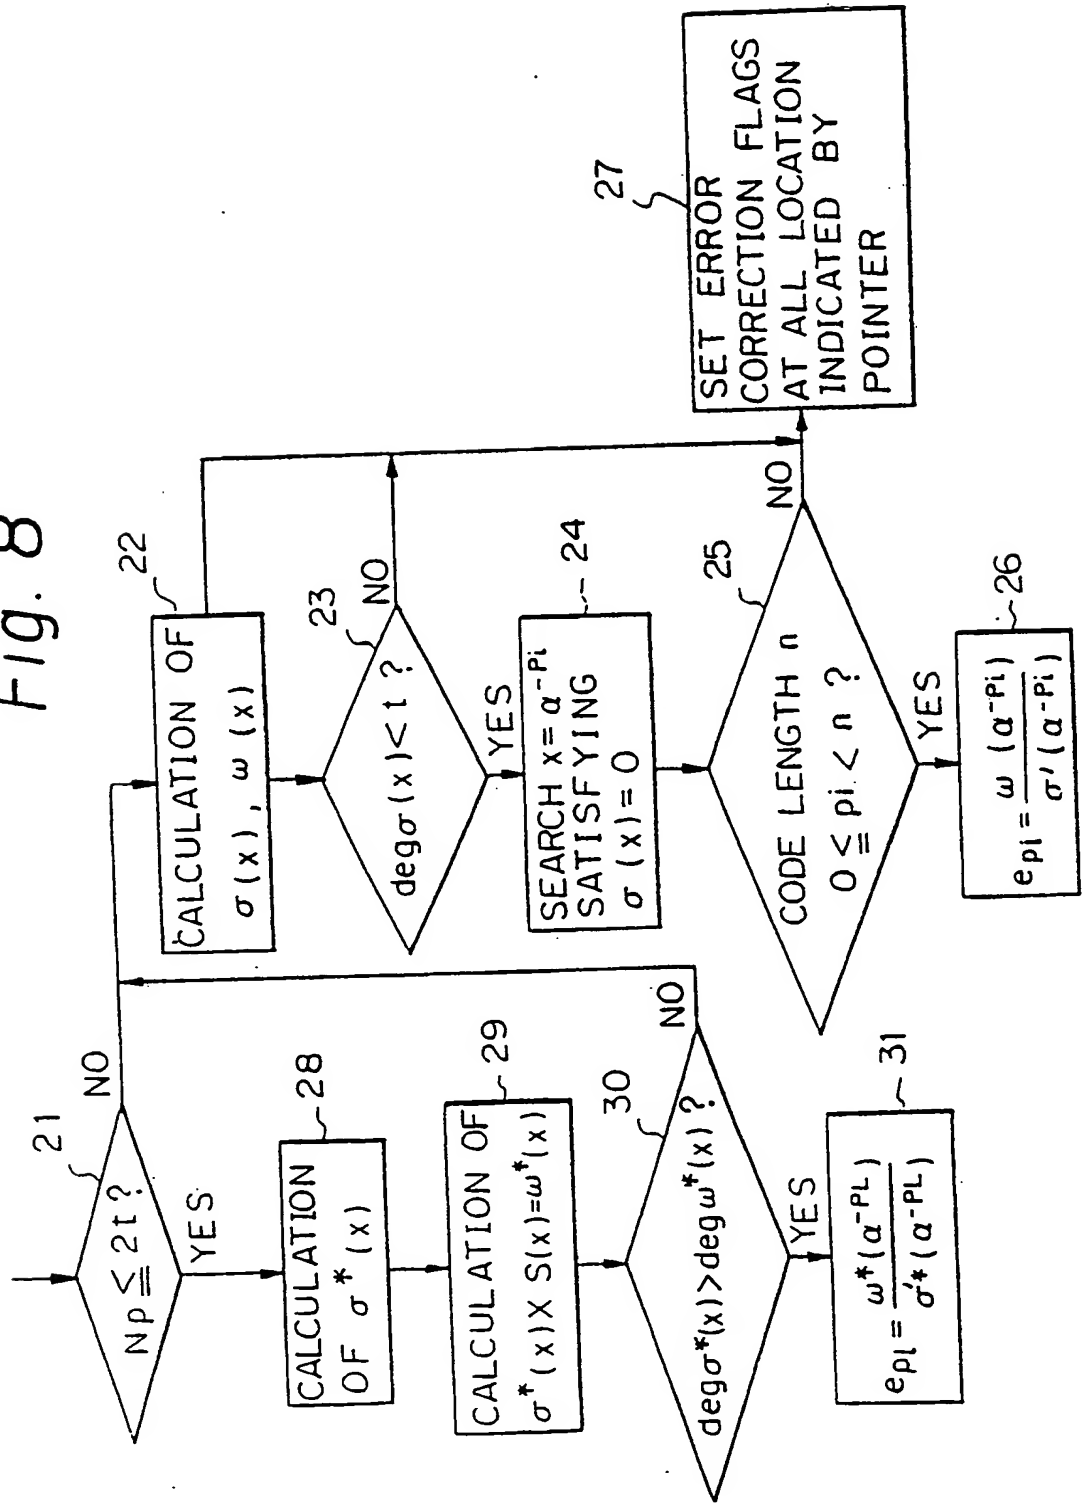 Fig. 8
21
Np ≦ 2t ?
NO
YES
28
CALCULATION
OF σ*(x)
29
CALCULATION OF
σ*(x) X S(x)=ω*(x)
30
degσ*(x)>degω*(x) ?
NO
YES
31
epl = ω*(α-PL) / σ'*(α-PL)
22
CALCULATION OF
σ(x), ω(x)
23
degσ(x)<t ?
NO
YES
24
SEARCH x=α-Pi
SATISFYING
σ(x)=0
25
CODE LENGTH n
0 ≦ pi < n ?
NO
YES
26
epi = ω(α-Pi) / σ'(α-Pi)
27
SET ERROR
CORRECTION FLAGS
AT ALL LOCATION
INDICATED BY
POINTER